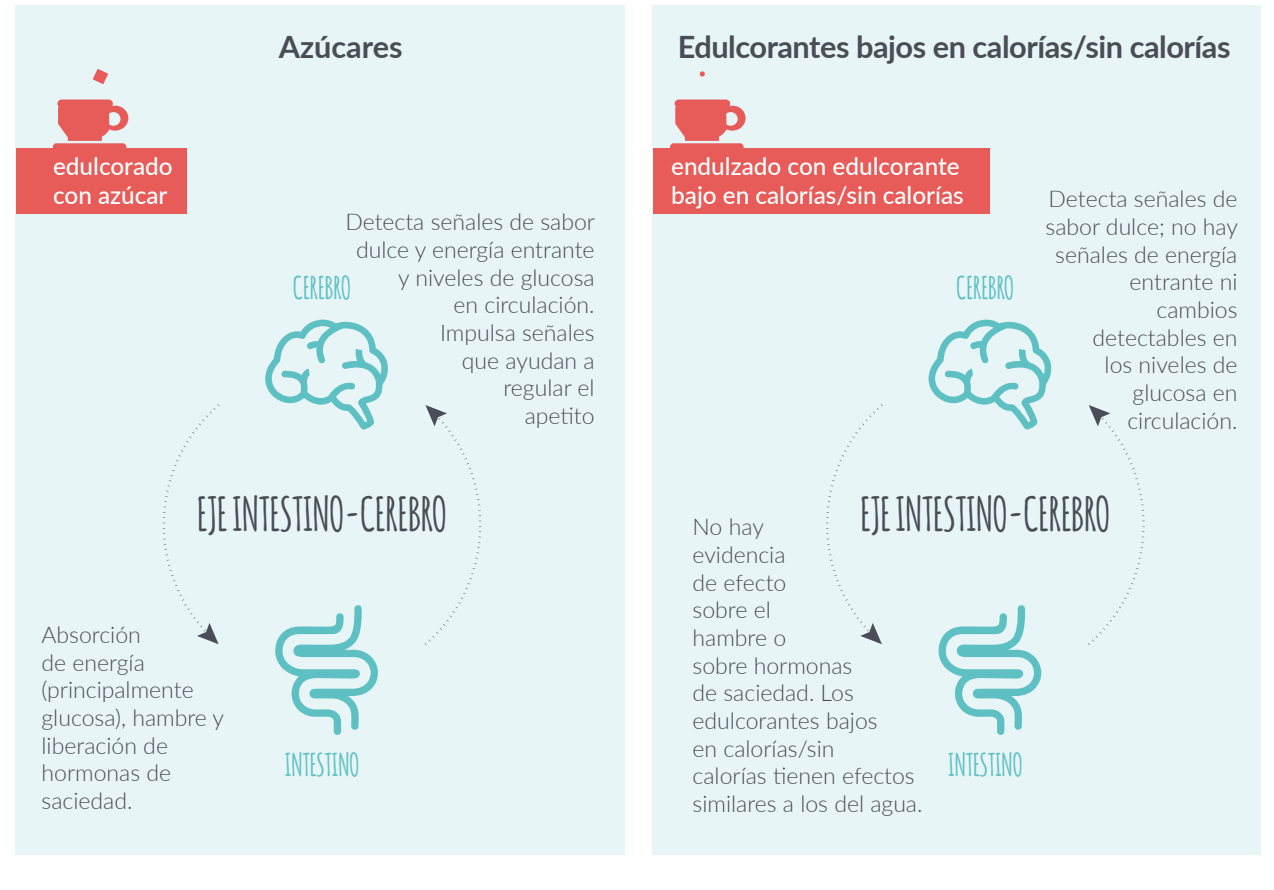 Azúcares
edulcorado
con azúcar
Detecta señales de sabor
dulce y energía entrante
y niveles de glucosa
en circulación.
Impulsa señales
que ayudan a
regular el
apetito
CEREBRO
EJE INTESTINO-CEREBRO
Absorción
de energía
(principalmente
glucosa), hambre y
liberación de
hormonas de
saciedad.
INTESTINO
Edulcorantes bajos en calorías/sin calorías
endulzado con edulcorante
bajo en calorías/sin calorías
Detecta señales de
sabor dulce; no hay
señales de energía
entrante ni
cambios
detectables en
los niveles de
glucosa en
circulación.
CEREBRO
EJE INTESTINO-CEREBRO
No hay
evidencia
de efecto
sobre el
hambre o
sobre hormonas
de saciedad. Los
edulcorantes bajos
en calorías/sin
calorías tienen efectos
similares a los del agua.
INTESTINO